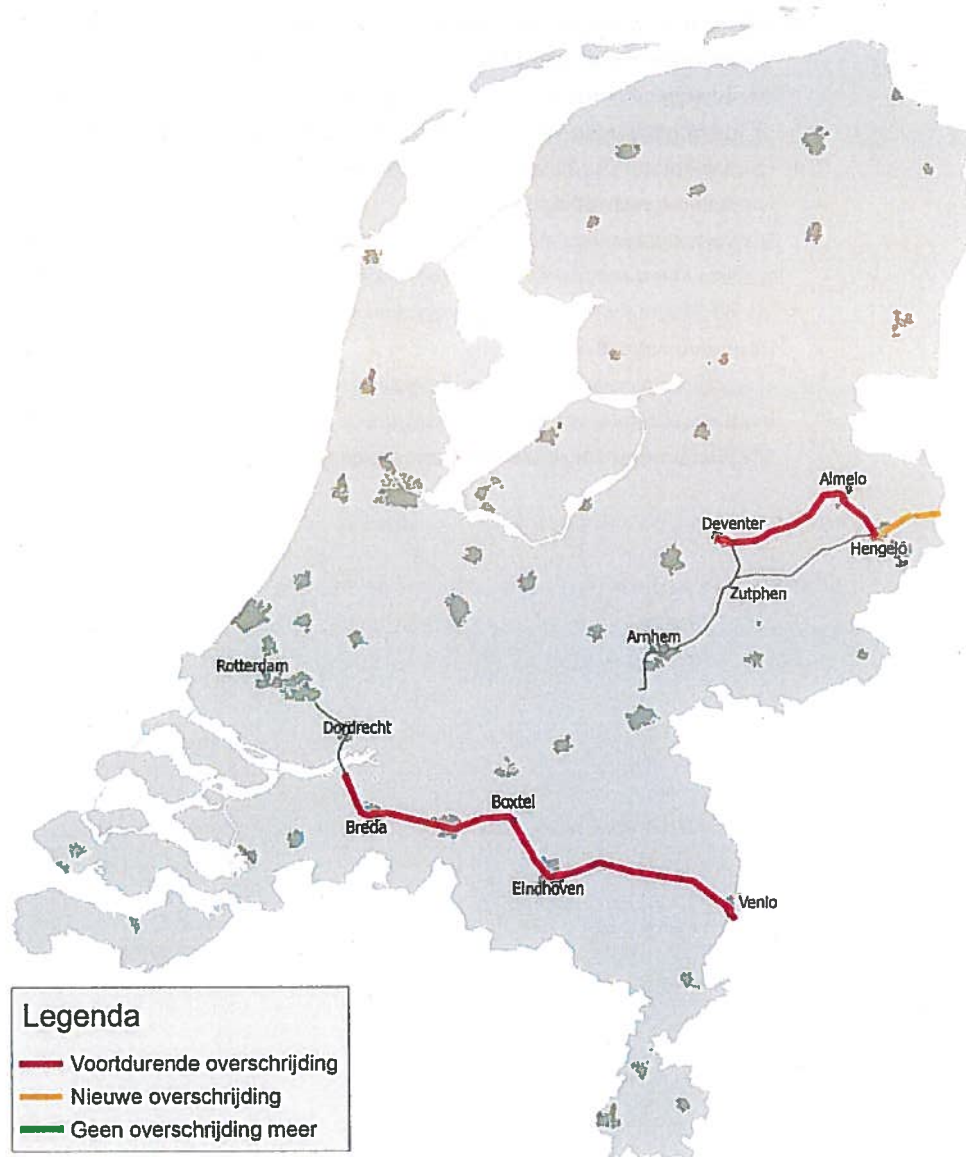 Almelo
Deventer
Hengelo
Zutphen
Arnhem
Rotterdam
Dordrecht
Boxtel
Breda
Eindhoven
Venlo
Legenda
Voortdurende overschrijding
Nieuwe overschrijding
Geen overschrijding meer